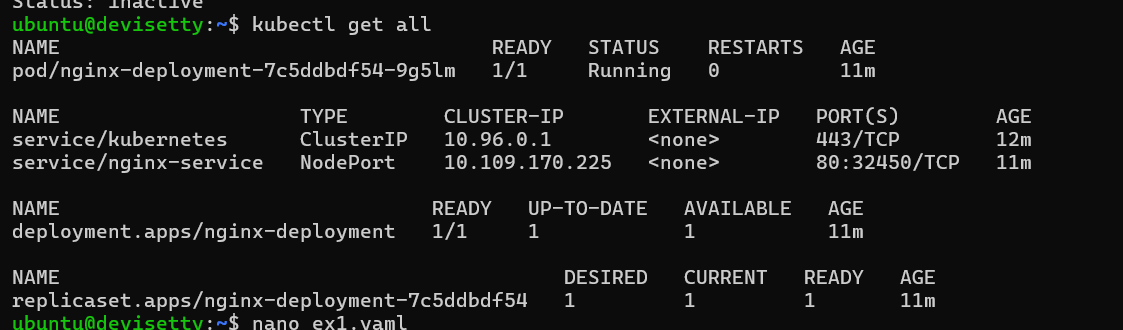 Status: inactive
ubuntu@devisetty:~$ kubectl get all
NAME READY STATUS RESTARTS AGE
pod/nginx-deployment-7c5ddbdf54-9g5lm 1/1 Running 0 11m
NAME TYPE CLUSTER-IP EXTERNAL-IP PORT(S) AGE
service/kubernetes ClusterIP 10.96.0.1 <none> 443/TCP 12m
service/nginx-service NodePort 10.109.170.225 <none> 80:32450/TCP 11m
NAME READY UP-TO-DATE AVAILABLE AGE
deployment.apps/nginx-deployment 1/1 1 1 11m
NAME DESIRED CURRENT READY AGE
replicaset.apps/nginx-deployment-7c5ddbdf54 1 1 1 11m
ubuntu@devisetty:~$ nano ex1.yaml